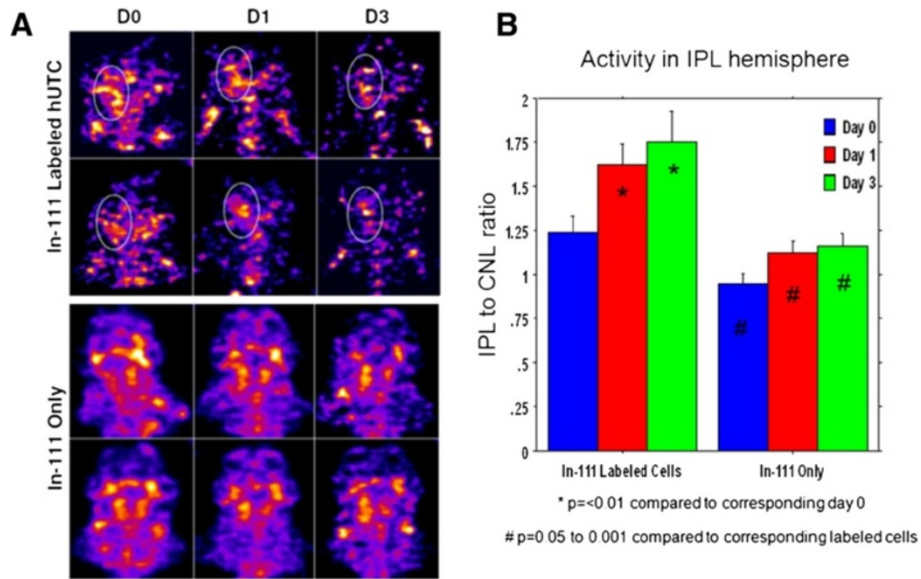 A
D0 D1 D3
In-111 Labeled hUTC
In-111 Only
B
Activity in IPL hemisphere
IPL to CNL ratio
2
1.75
1.5
1.25
1
.75
.5
.25
0
Day 0
Day 1
Day 3
*
*
#
#
#
In-111 Labeled Cells In-111 Only
* p=<0.01 compared to corresponding day 0
# p=0.05 to 0.001 compared to corresponding labeled cells